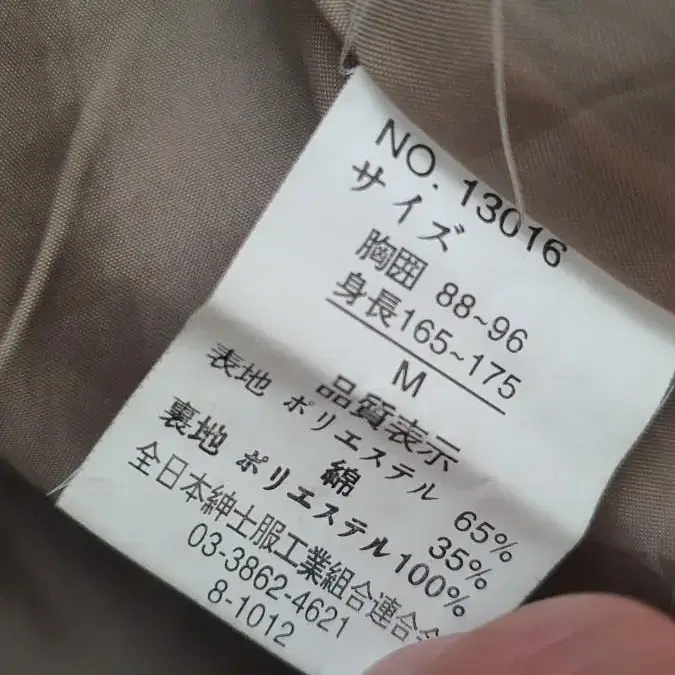 NO. 13016
サイズ
胸囲 88~96
身長165~175
M
品質表示
表地 ポリエステル 65%
綿 35%
裏地 ポリエステル100%
全日本紳士服工業組合連合会
03-3862-4621
8-1012